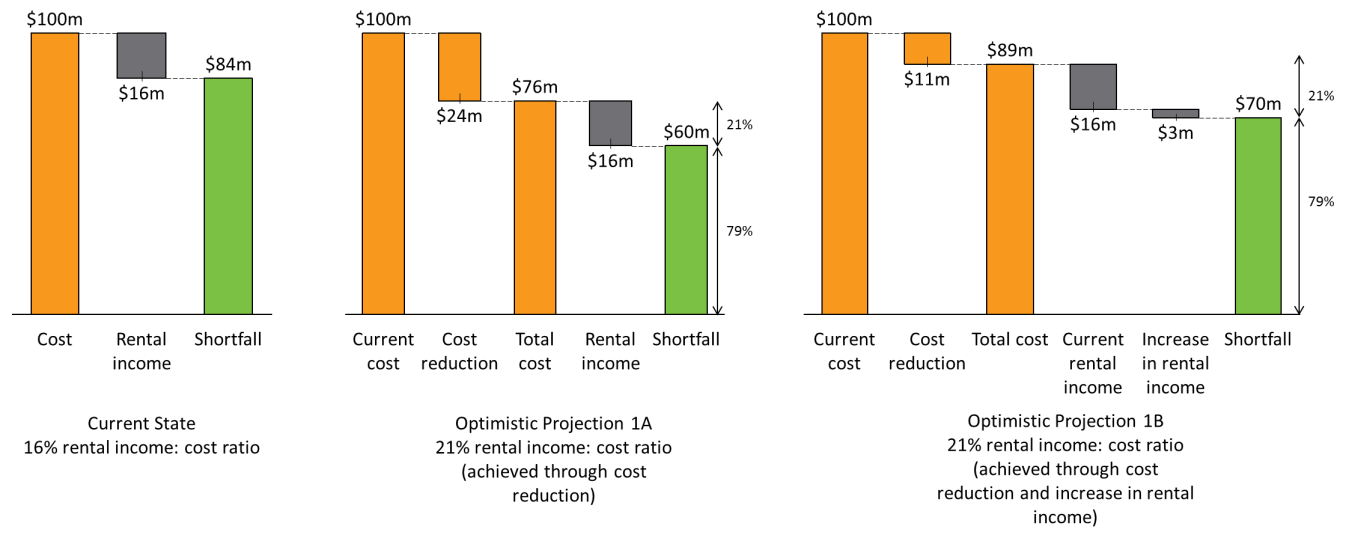 $100m
$84m
$16m
Cost
Rental
income
Shortfall
Current State
16% rental income: cost ratio
$100m
$24m
$76m
$16m
$60m
21%
79%
Current
cost
Cost
reduction
Total
cost
Rental
income
Shortfall
Optimistic Projection 1A
21% rental income: cost ratio
(achieved through cost
reduction)
$100m
$11m
$89m
$16m
$3m
$70m
21%
79%
Current
cost
Cost
reduction
Total cost
Current
rental
income
Increase
in rental
income
Shortfall
Optimistic Projection 1B
21% rental income: cost ratio
(achieved through cost
reduction and increase in rental
income)